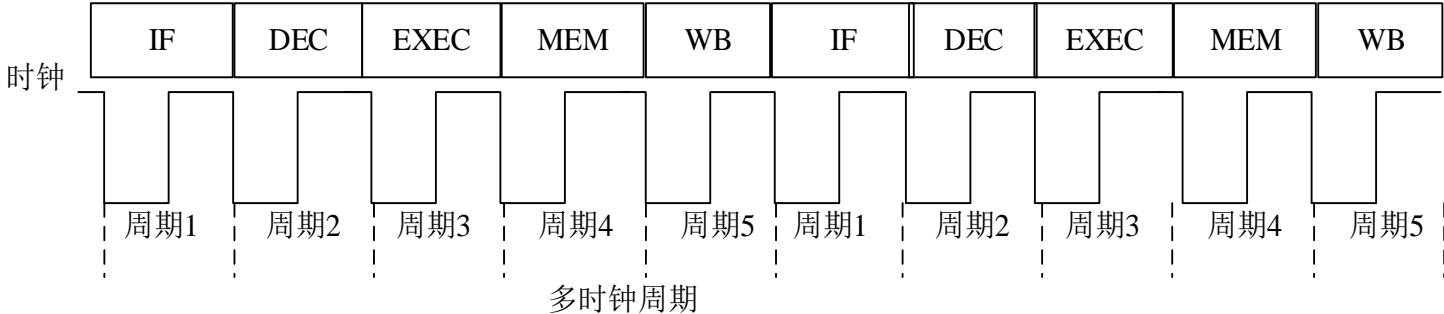 IF DEC EXEC MEM WB IF DEC EXEC MEM WB
时钟
周期1 周期2 周期3 周期4 周期5 周期1 周期2 周期3 周期4 周期5
多时钟周期